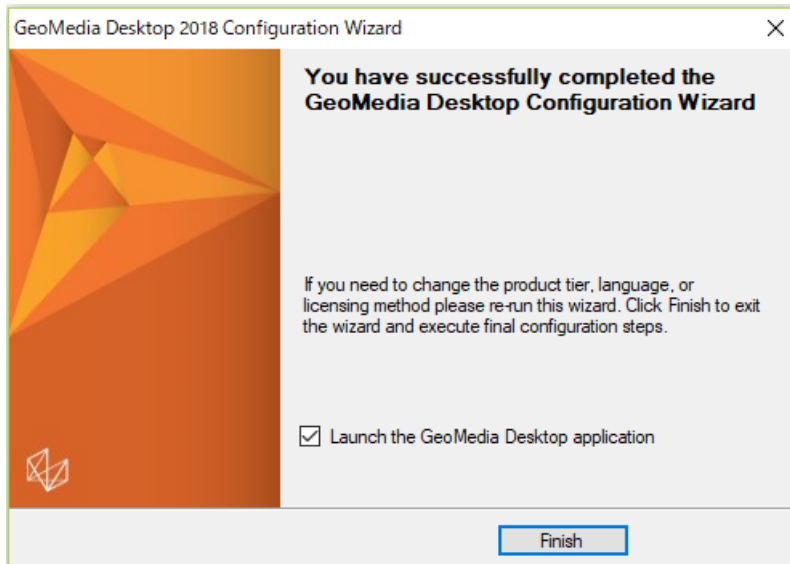 GeoMedia Desktop 2018 Configuration Wizard
You have successfully completed the
GeoMedia Desktop Configuration Wizard
If you need to change the product tier, language, or
licensing method please re-run this wizard. Click Finish to exit
the wizard and execute final configuration steps.
Launch the GeoMedia Desktop application
Finish